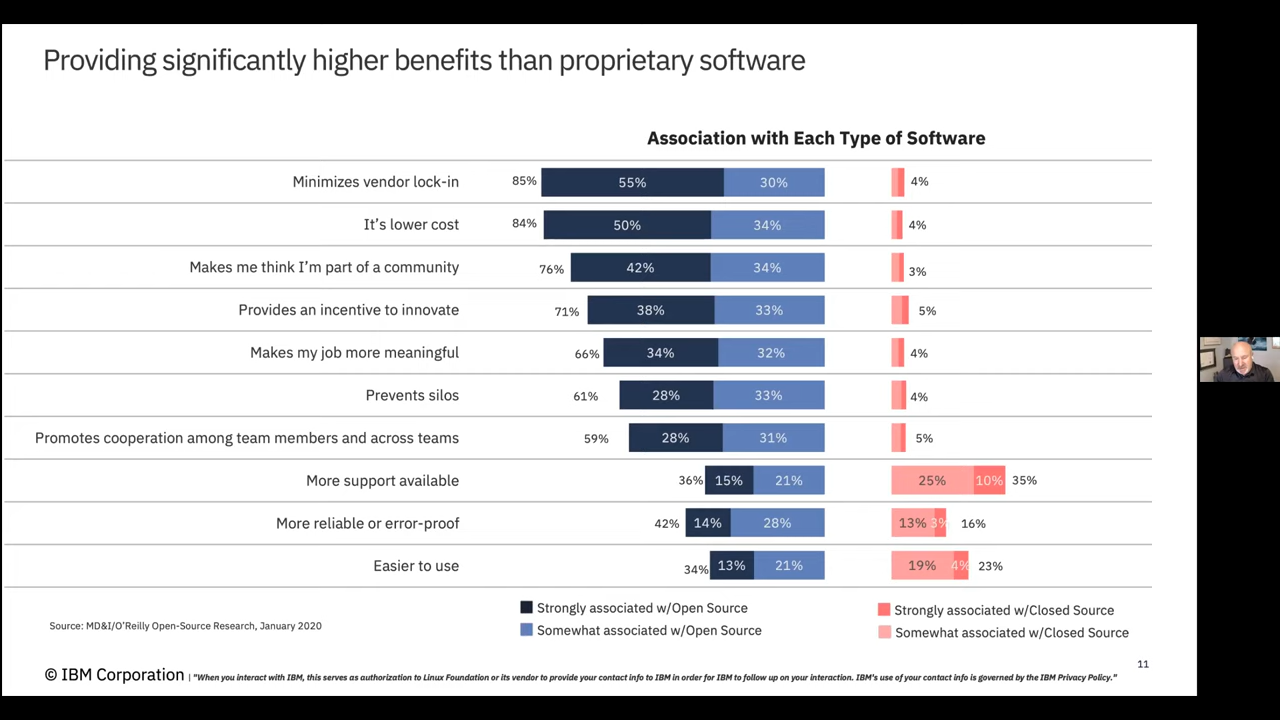 Providing significantly higher benefits than proprietary software
Association with Each Type of Software
Minimizes vendor lock-in 85% 55% 30% 4%
It's lower cost 84% 50% 34% 4%
Makes me think I'm part of a community 76% 42% 34% 3%
Provides an incentive to innovate 71% 38% 33% 5%
Makes my job more meaningful 66% 34% 32% 4%
Prevents silos 61% 28% 33% 4%
Promotes cooperation among team members and across teams 59% 28% 31% 5%
More support available 36% 15% 21% 25% 10% 35%
More reliable or error-proof 42% 14% 28% 13% 3% 16%
Easier to use 34% 13% 21% 19% 4% 23%
Strongly associated w/Open Source
Somewhat associated w/Open Source
Strongly associated w/Closed Source
Somewhat associated w/Closed Source
Source: MD&I/O'Reilly Open-Source Research, January 2020
11
© IBM Corporation | "When you interact with IBM, this serves as authorization to Linux Foundation or its vendor to provide your contact info to IBM in order for IBM to follow up on your interaction. IBM's use of your contact info is governed by the IBM Privacy Policy."